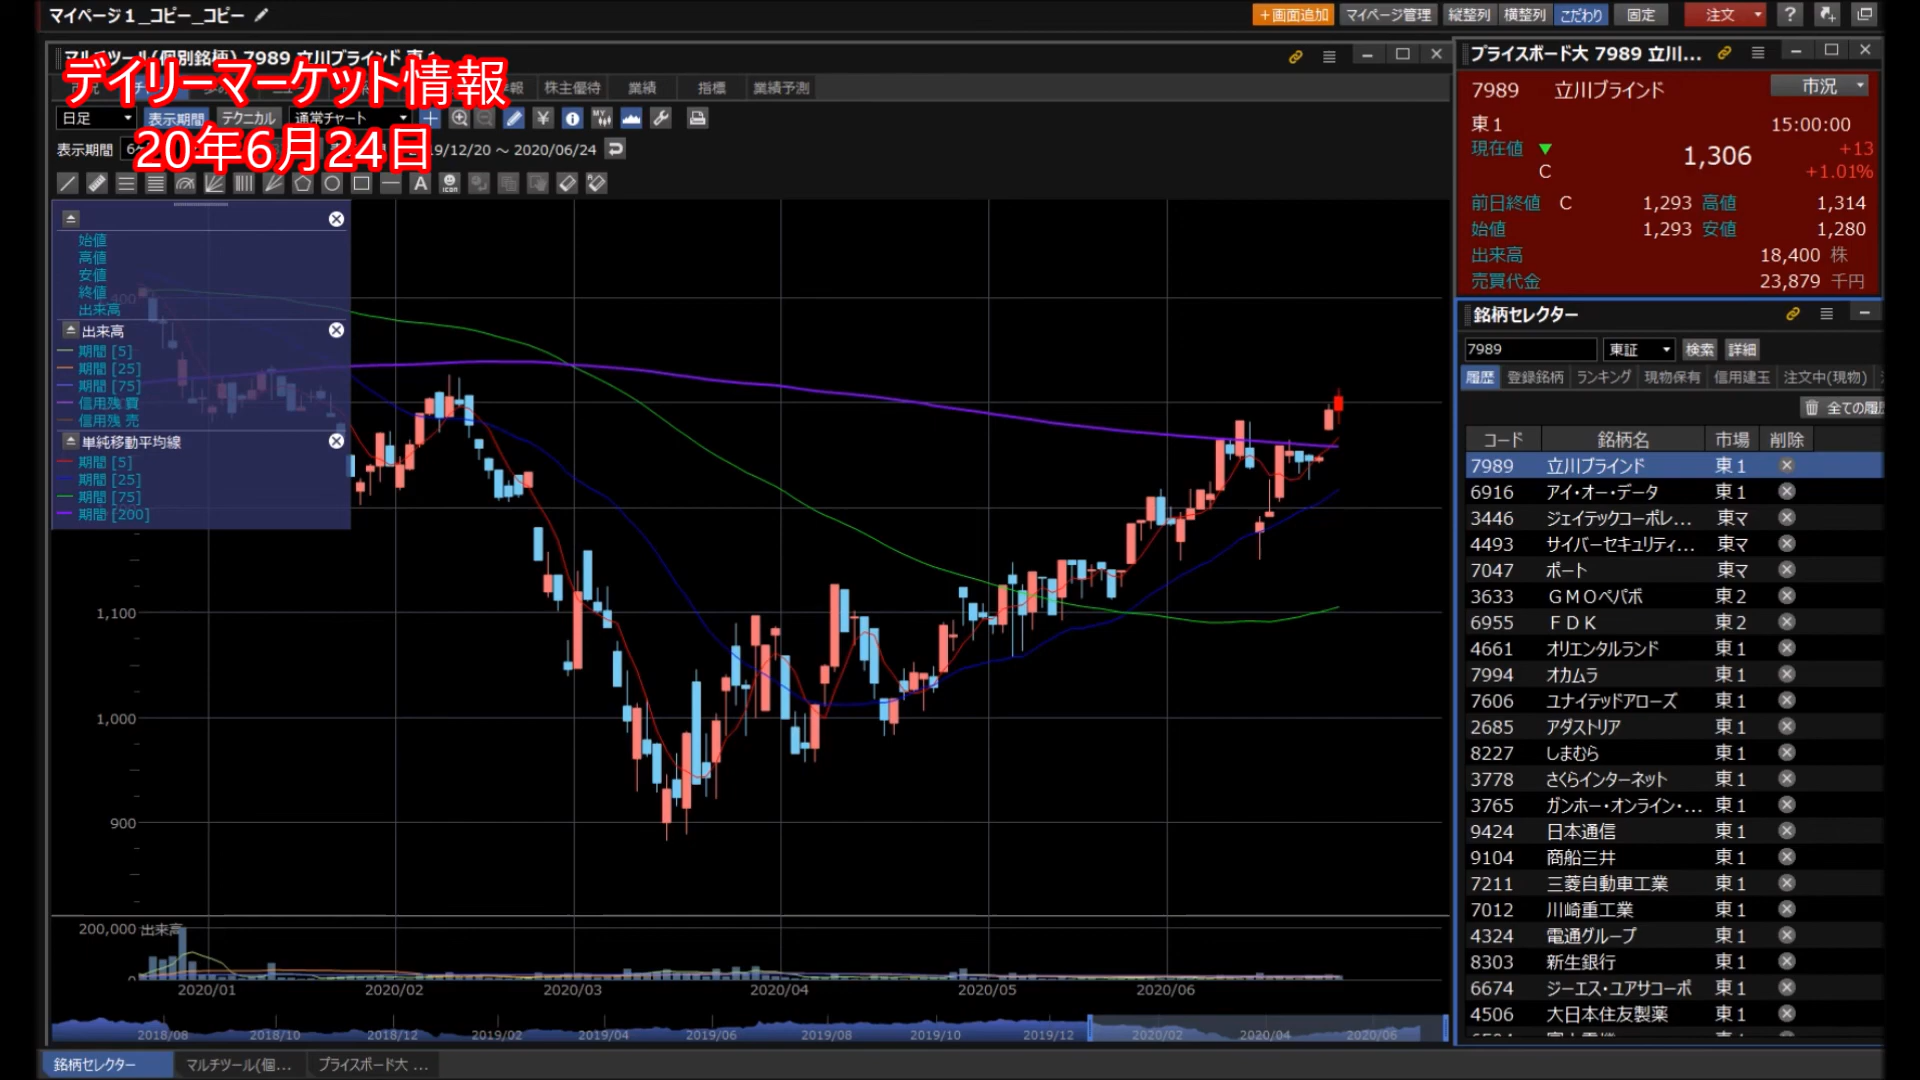 マイページ１_コピー_コピー
＋画面追加 マイページ管理 縦整列 横整列 こだわり 固定 注文 ?
マルチツール(個別銘柄) 7989 立川ブラインド 東１
デイリーマーケット情報
株主優待 業績 指標 業績予測
日足 表示期間 テクニカル 通常チャート
20年6月24日
表示期間 2020/06/24
始値
高値
安値
終値
出来高
出来高
期間 [5]
期間 [25]
期間 [75]
信用残 買
信用残 売
単純移動平均線
期間 [5]
期間 [25]
期間 [75]
期間 [200]
1,100
1,000
900
200,000 出来高
0
2020/01 2020/02 2020/03 2020/04 2020/05 2020/06
2018/08 2018/10 2018/12 2019/02 2019/04 2019/06 2019/08 2019/10 2019/12 2020/02 2020/04 2020/06
銘柄セレクター マルチツール(個... プライスボード大 ...
プライスボード大 7989 立川...
7989 立川ブラインド 市況
東１ 15:00:00
現在値 C 1,306 +13
+1.01%
前日終値 C 1,293 高値 1,314
始値 1,293 安値 1,280
出来高 18,400 株
売買代金 23,879 千円
銘柄セレクター
7989 東証 検索 詳細
履歴 登録銘柄 ランキング 現物保有 信用建玉 注文中(現物)
全ての履歴
コード 銘柄名 市場 削除
7989 立川ブラインド 東１
6916 アイ・オー・データ 東１
3446 ジェイテックコーポレ... 東マ
4493 サイバーセキュリティ... 東マ
7047 ポート 東マ
3633 ＧＭＯペパボ 東２
6955 ＦＤＫ 東２
4661 オリエンタルランド 東１
7994 オカムラ 東１
7606 ユナイテッドアローズ 東１
2685 アダストリア 東１
8227 しまむら 東１
3778 さくらインターネット 東１
3765 ガンホー・オンライン・... 東１
9424 日本通信 東１
9104 商船三井 東１
7211 三菱自動車工業 東１
7012 川崎重工業 東１
4324 電通グループ 東１
8303 新生銀行 東１
6674 ジーエス・ユアサコーポ 東１
4506 大日本住友製薬 東１